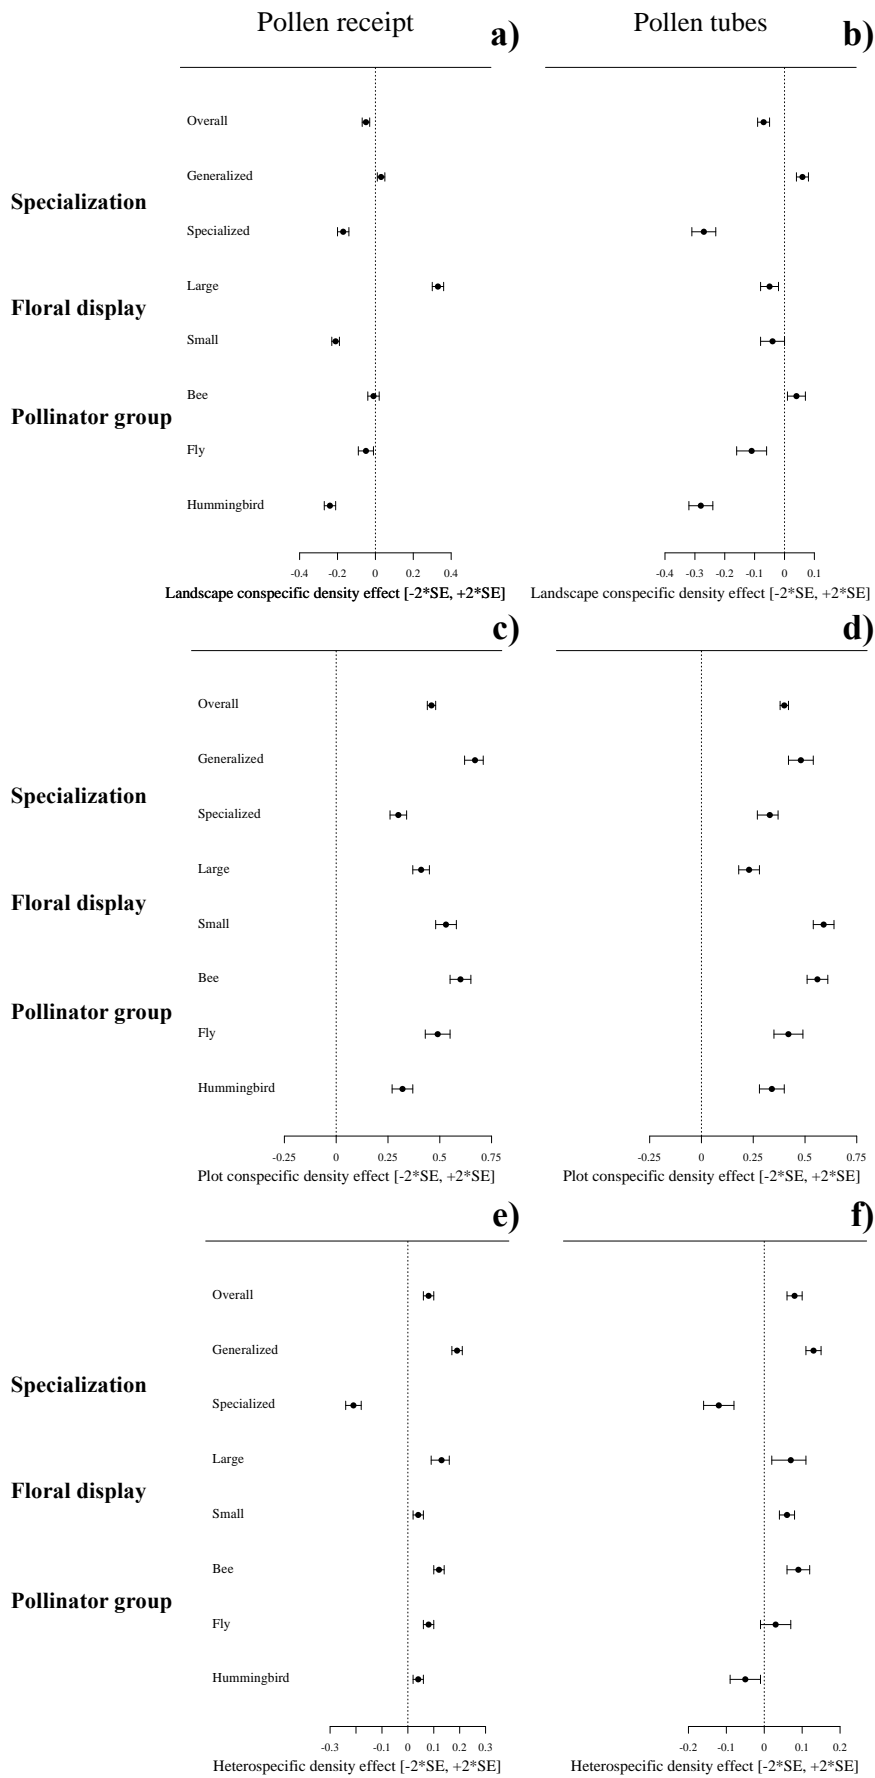 Pollen receipt
a)
Pollen tubes
b)
Overall
Generalized
Specialization
Specialized
Large
Floral display
Small
Bee
Pollinator group
Fly
Hummingbird
-0.4 -0.2 0 0.2 0.4
-0.4 -0.3 -0.2 -0.1 0 0.1
Landscape conspecific density effect [-2*SE, +2*SE]
Landscape conspecific density effect [-2*SE, +2*SE]
c)
d)
Overall
Generalized
Specialization
Specialized
Large
Floral display
Small
Bee
Pollinator group
Fly
Hummingbird
-0.25 0 0.25 0.5 0.75
-0.25 0 0.25 0.5 0.75
Plot conspecific density effect [-2*SE, +2*SE]
Plot conspecific density effect [-2*SE, +2*SE]
e)
f)
Overall
Generalized
Specialization
Specialized
Large
Floral display
Small
Bee
Pollinator group
Fly
Hummingbird
-0.3 -0.1 0 0.1 0.2 0.3
-0.2 -0.1 0 0.1 0.2
Heterospecific density effect [-2*SE, +2*SE]
Heterospecific density effect [-2*SE, +2*SE]